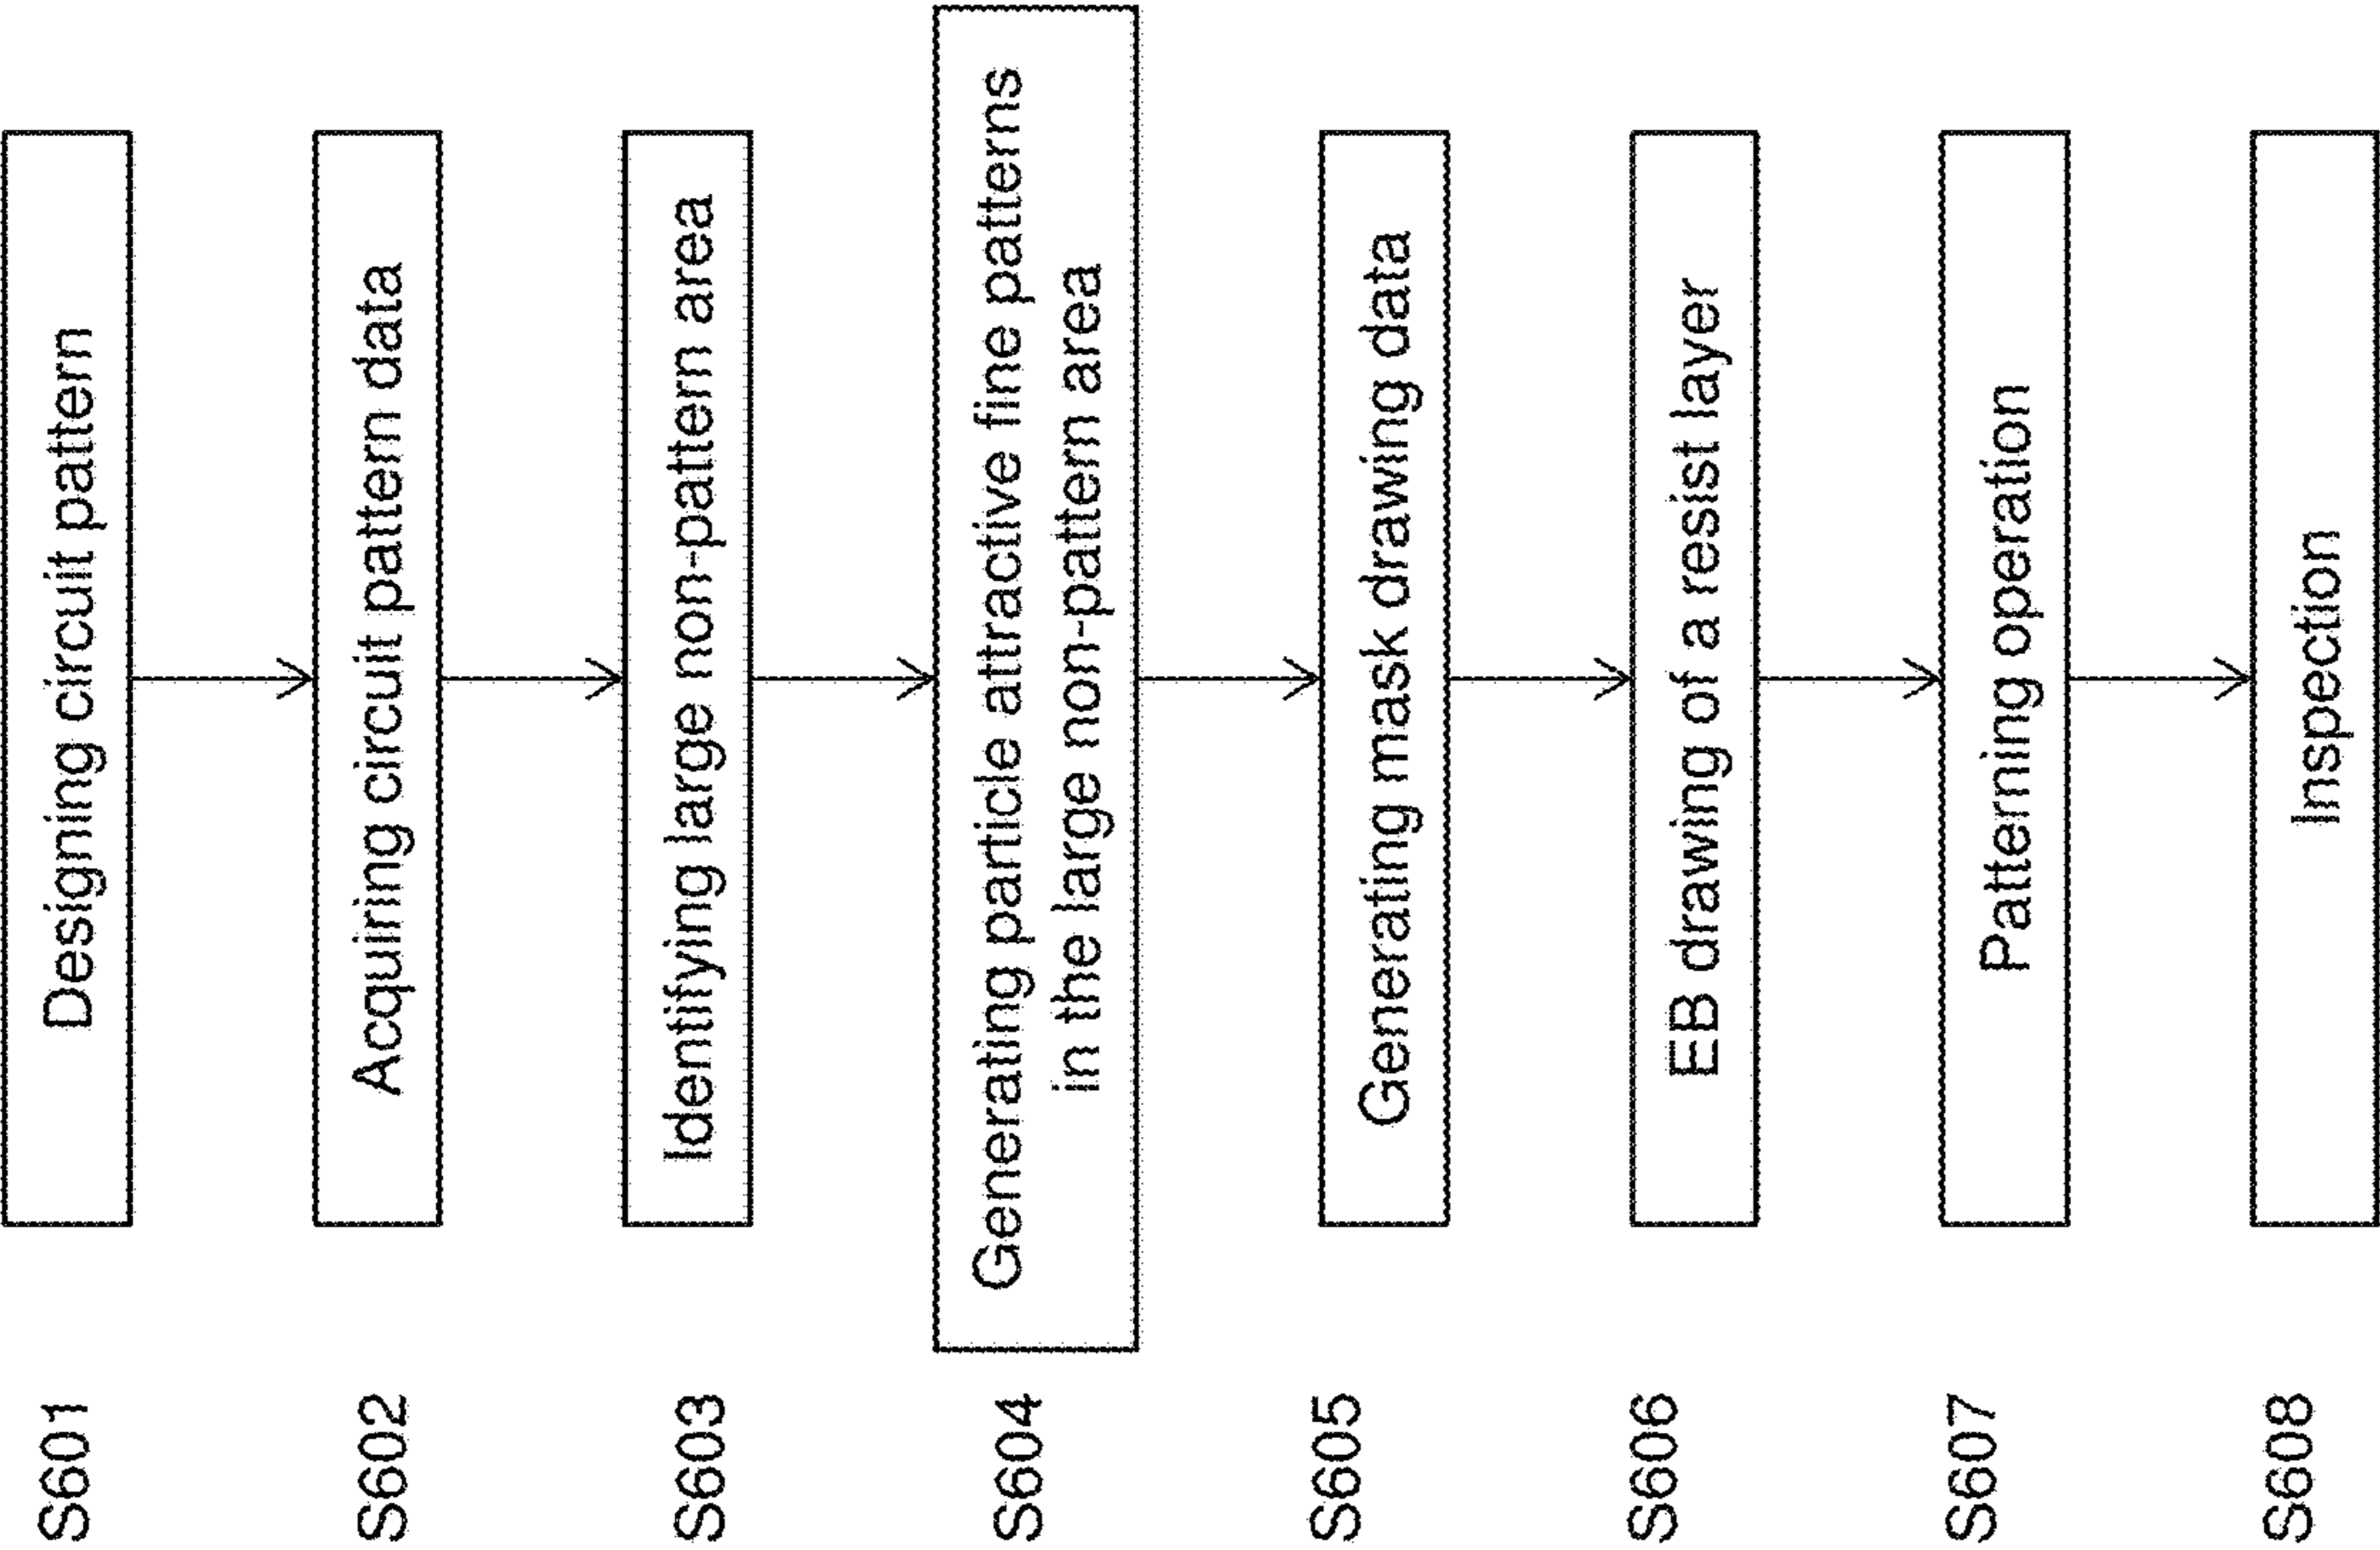 S601
Designing circuit pattern
S602
Acquiring circuit pattern data
S603
Identifying large non-pattern area
S604
Generating particle attractive fine patterns
in the large non-pattern area
S605
Generating mask drawing data
S606
EB drawing of a resist layer
S607
Patterning operation
S608
Inspection